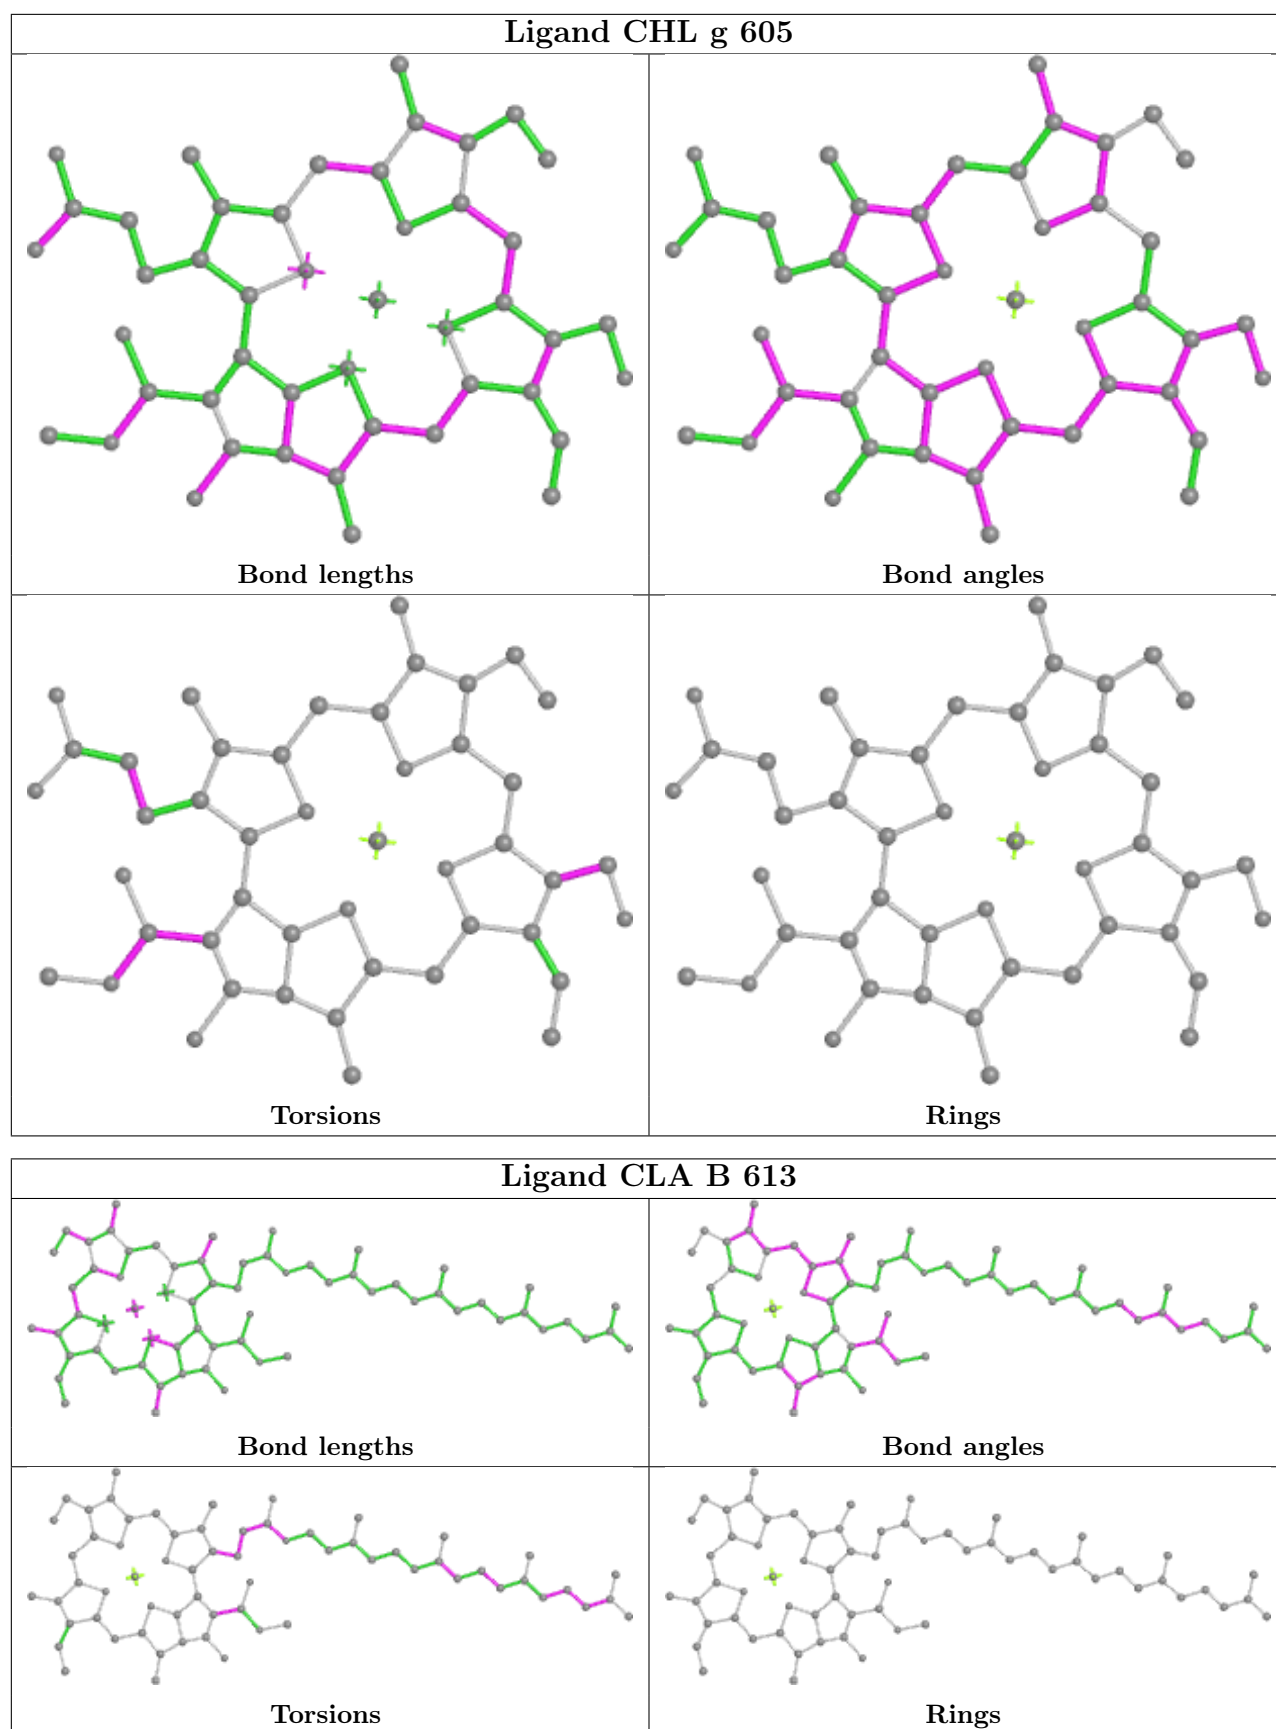 Ligand CHL g 605
Bond lengths
Bond angles
Torsions
Rings
Ligand CLA B 613
Bond lengths
Bond angles
Torsions
Rings